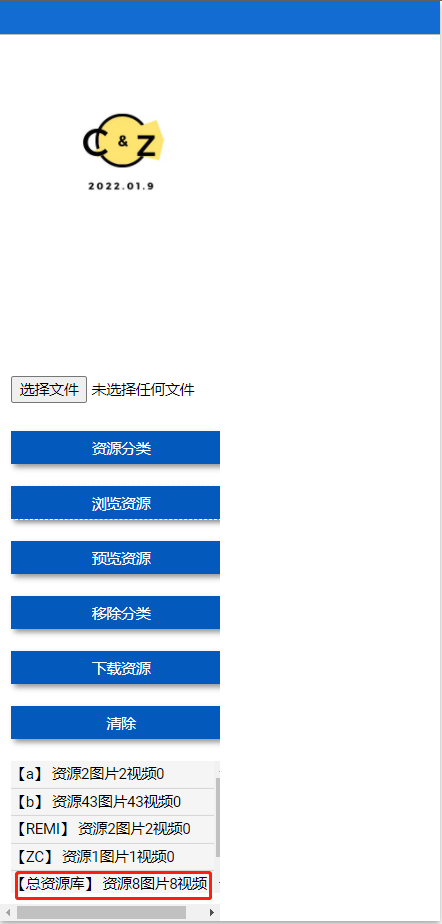 C & Z
2022.01.9
选择文件 未选择任何文件
资源分类
浏览资源
预览资源
移除分类
下载资源
清除
【a】 资源2图片2视频0
【b】 资源43图片43视频0
【REMI】 资源2图片2视频0
【ZC】 资源1图片1视频0
【总资源库】 资源8图片8视频